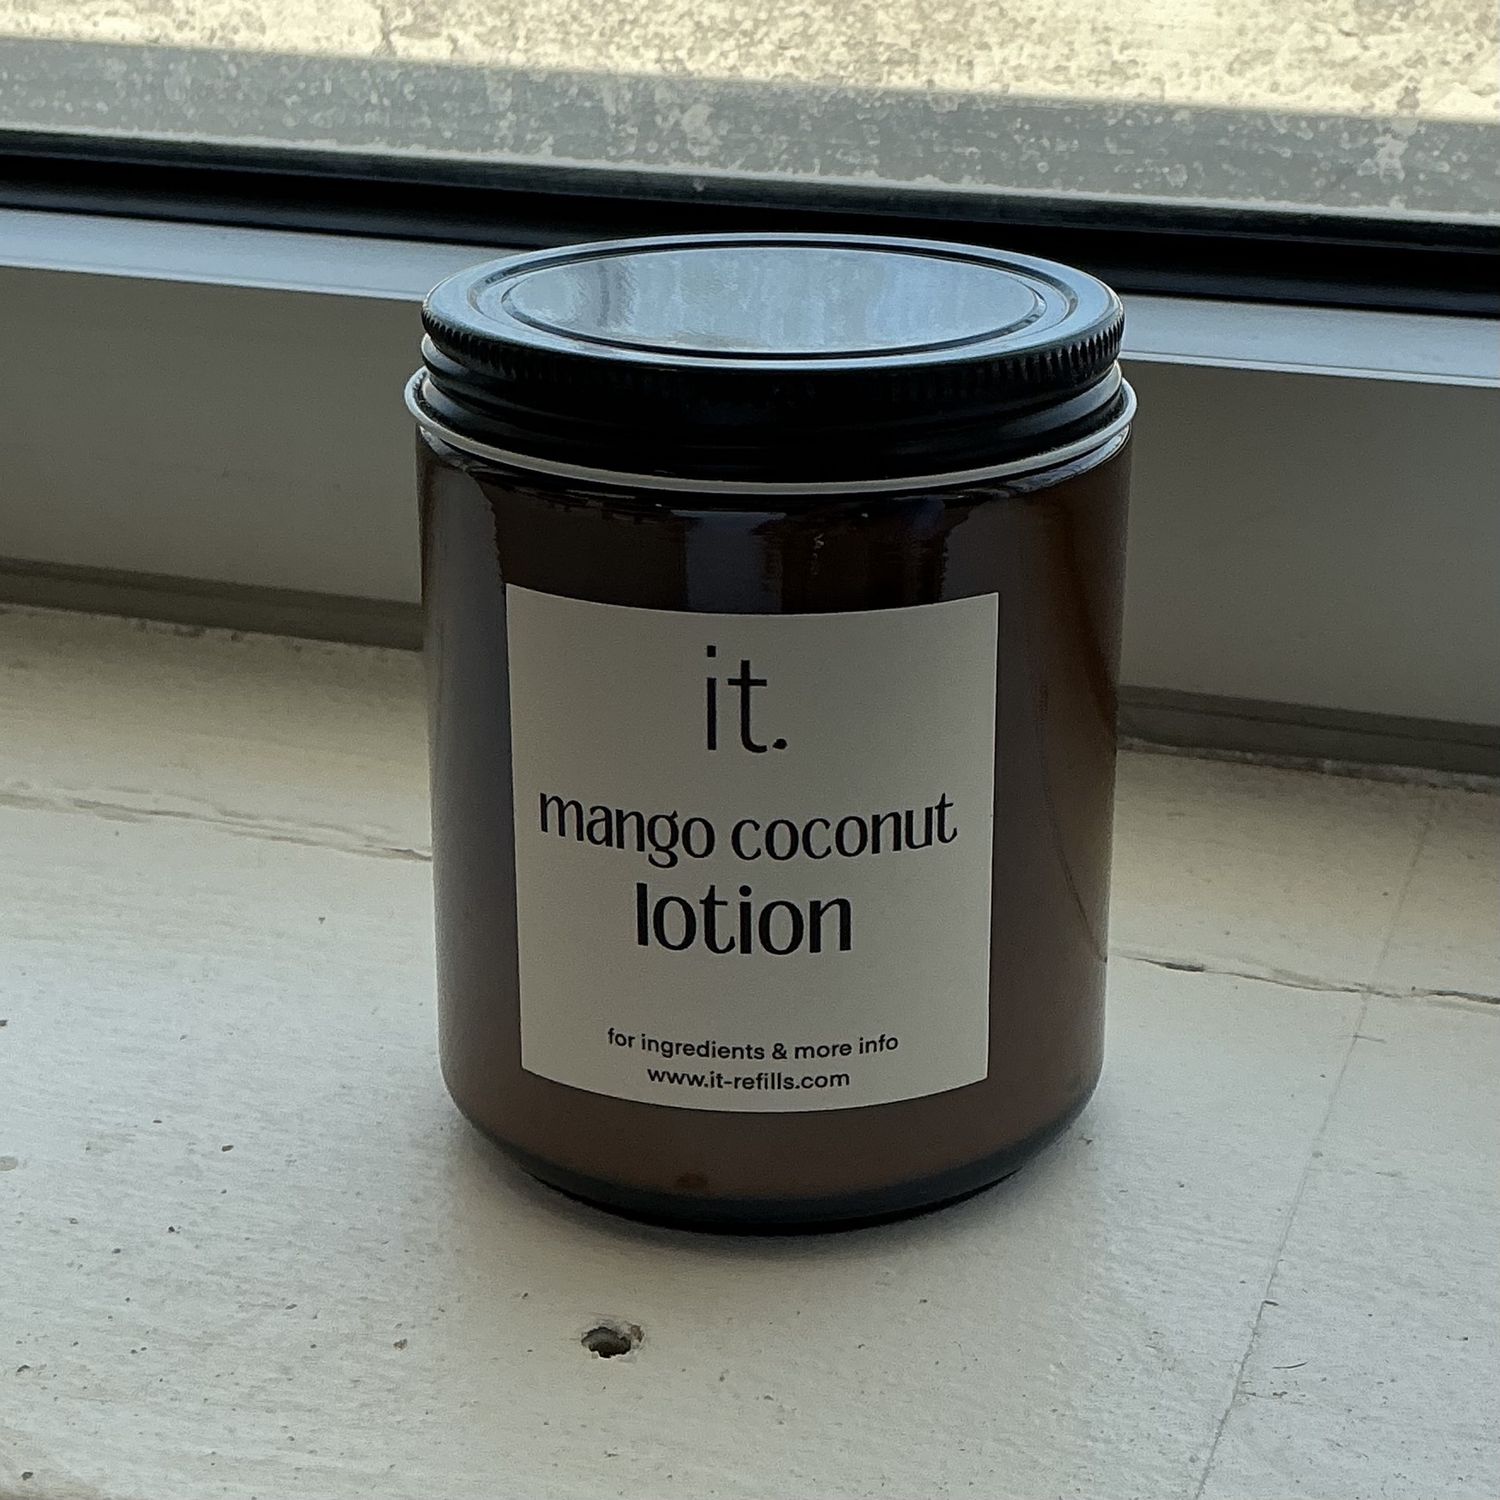 it.
mango coconut
lotion
for ingredients & more info
www.it-refills.com